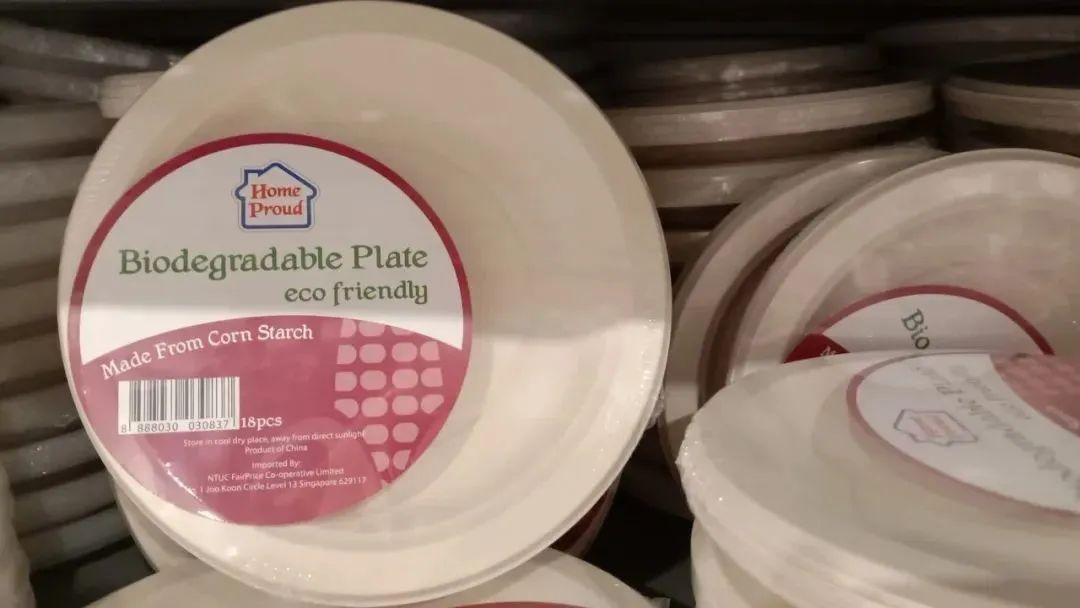 Home
Proud
Biodegradable Plate
eco friendly
Made From Corn Starch
8 888030 030837
18pcs
Store in cool dry place, away from direct sunlight
Product of China
Imported By:
NTUC FairPrice Co-operative Limited
1 Joo Koon Circle Level 13 Singapore 629117
Bio